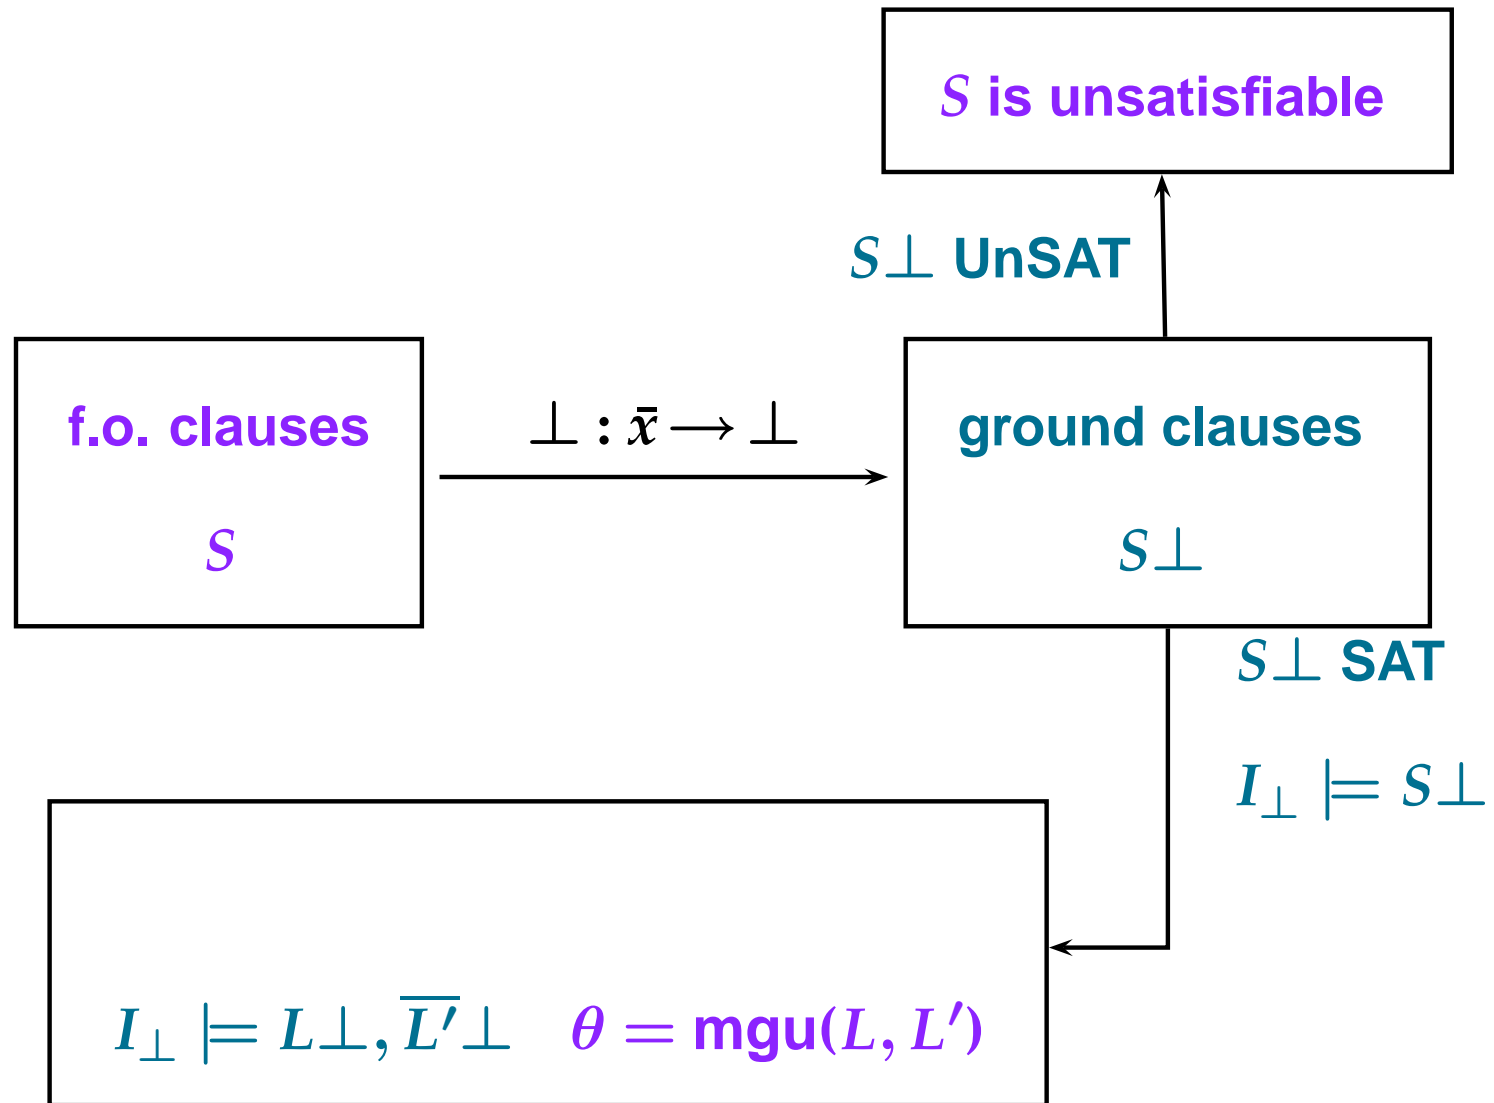 S is unsatisfiable
S⊥ UnSAT
f.o. clauses
S
⊥ : x̄ → ⊥
ground clauses
S⊥
S⊥ SAT
I⊥ |= S⊥
I⊥ |= L⊥, L̅'̅⊥ θ = mgu(L, L′)